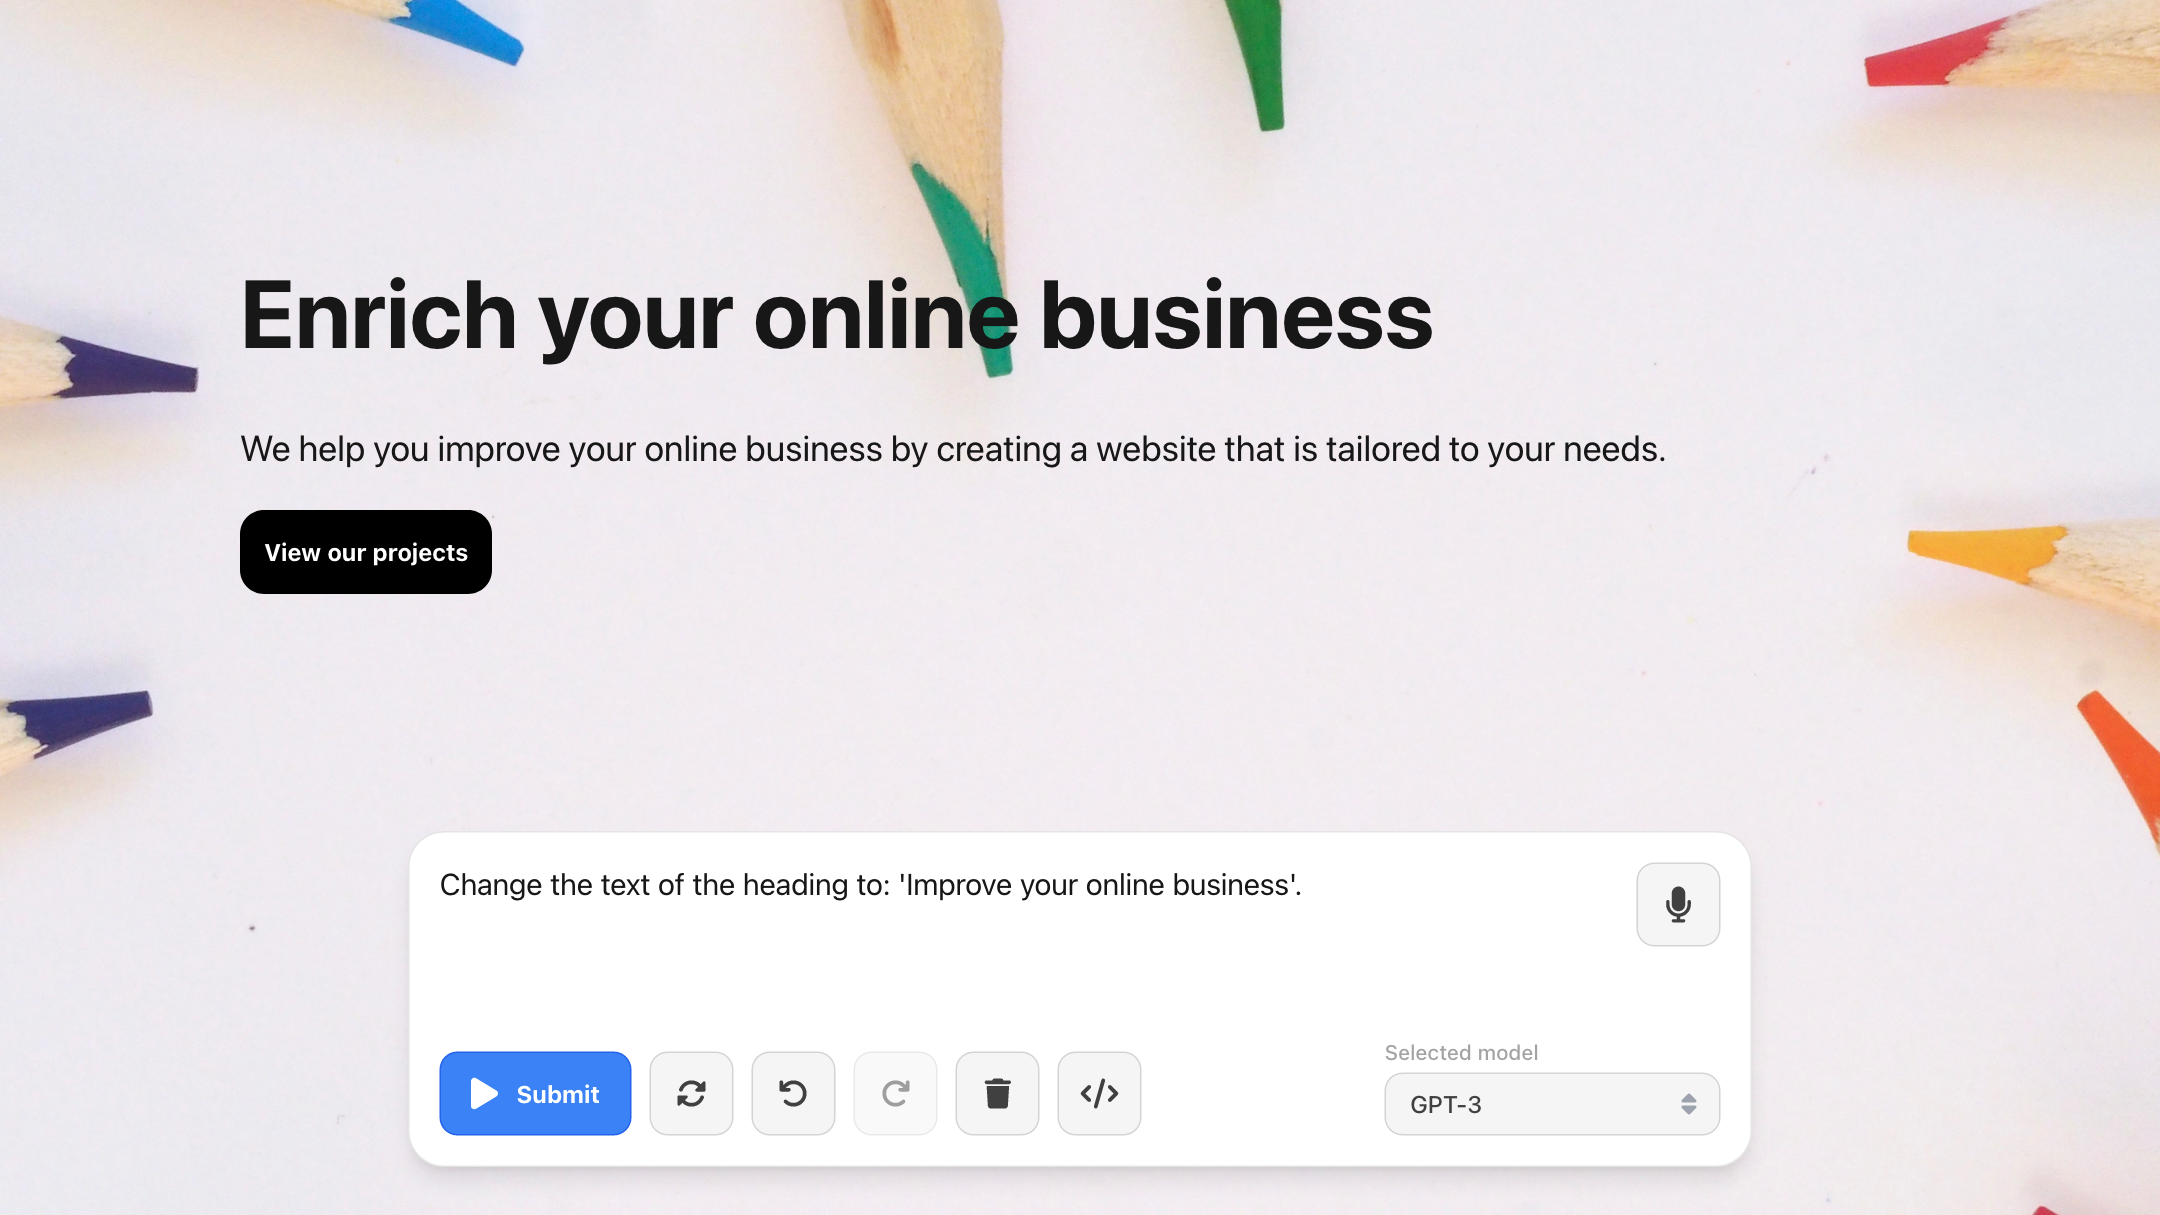 Enrich your online business
We help you improve your online business by creating a website that is tailored to your needs.
View our projects
Change the text of the heading to: 'Improve your online business'.
Selected model
Submit
GPT-3